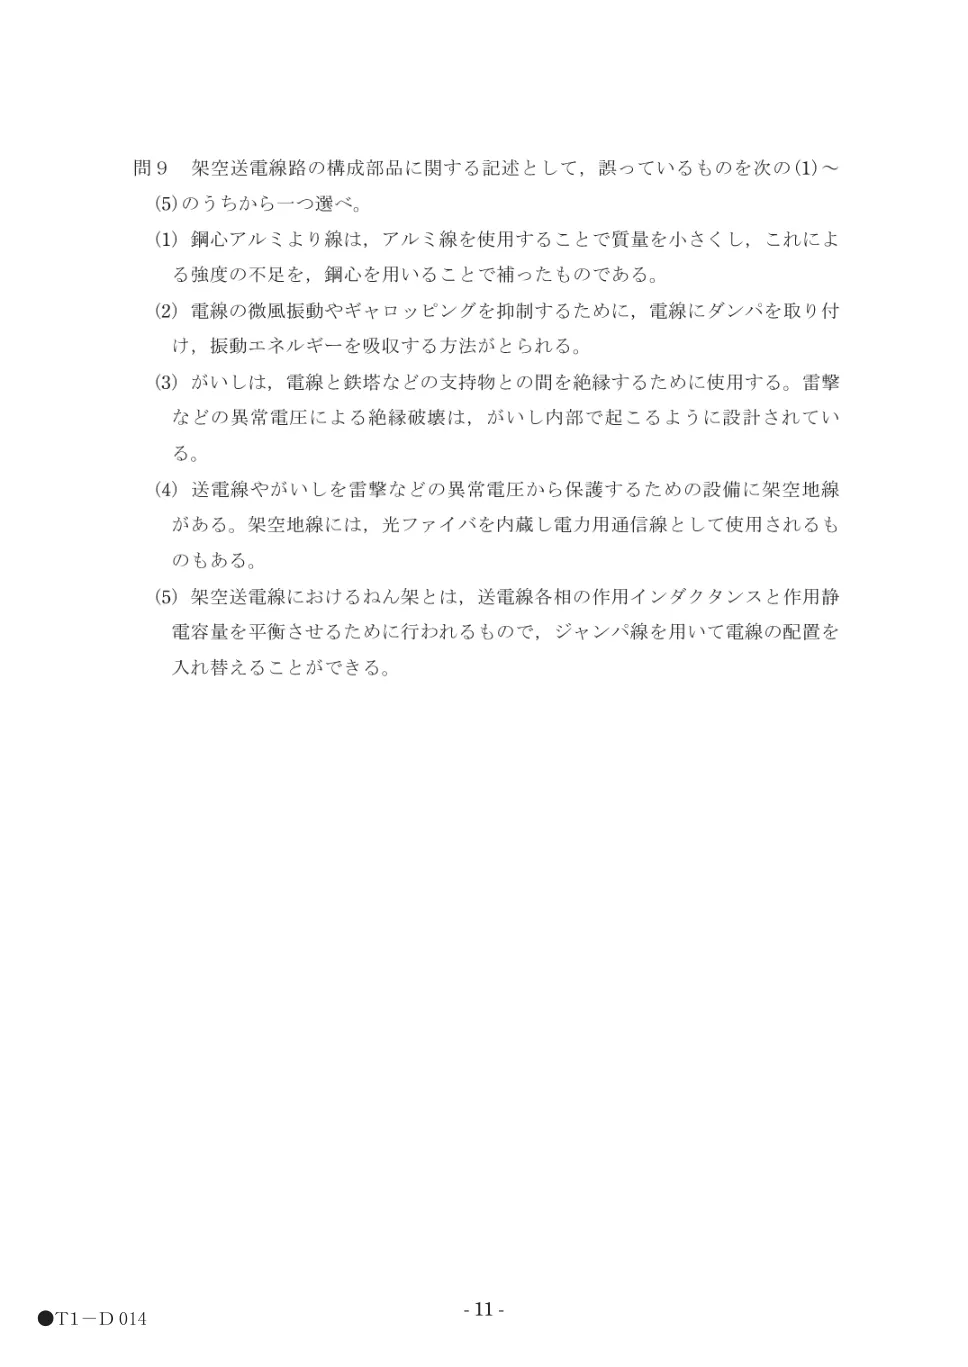 問９　架空送電線路の構成部品に関する記述として，誤っているものを次の(1)～
(5)のうちから一つ選べ。
(1) 鋼心アルミより線は，アルミ線を使用することで質量を小さくし，これによ
る強度の不足を，鋼心を用いることで補ったものである。
(2) 電線の微風振動やギャロッピングを抑制するために，電線にダンパを取り付
け，振動エネルギーを吸収する方法がとられる。
(3) がいしは，電線と鉄塔などの支持物との間を絶縁するために使用する。雷撃
などの異常電圧による絶縁破壊は，がいし内部で起こるように設計されてい
る。
(4) 送電線やがいしを雷撃などの異常電圧から保護するための設備に架空地線
がある。架空地線には，光ファイバを内蔵し電力用通信線として使用されるも
のもある。
(5) 架空送電線におけるねん架とは，送電線各相の作用インダクタンスと作用静
電容量を平衡させるために行われるもので，ジャンパ線を用いて電線の配置を
入れ替えることができる。
- 11 -
●T1－D 014